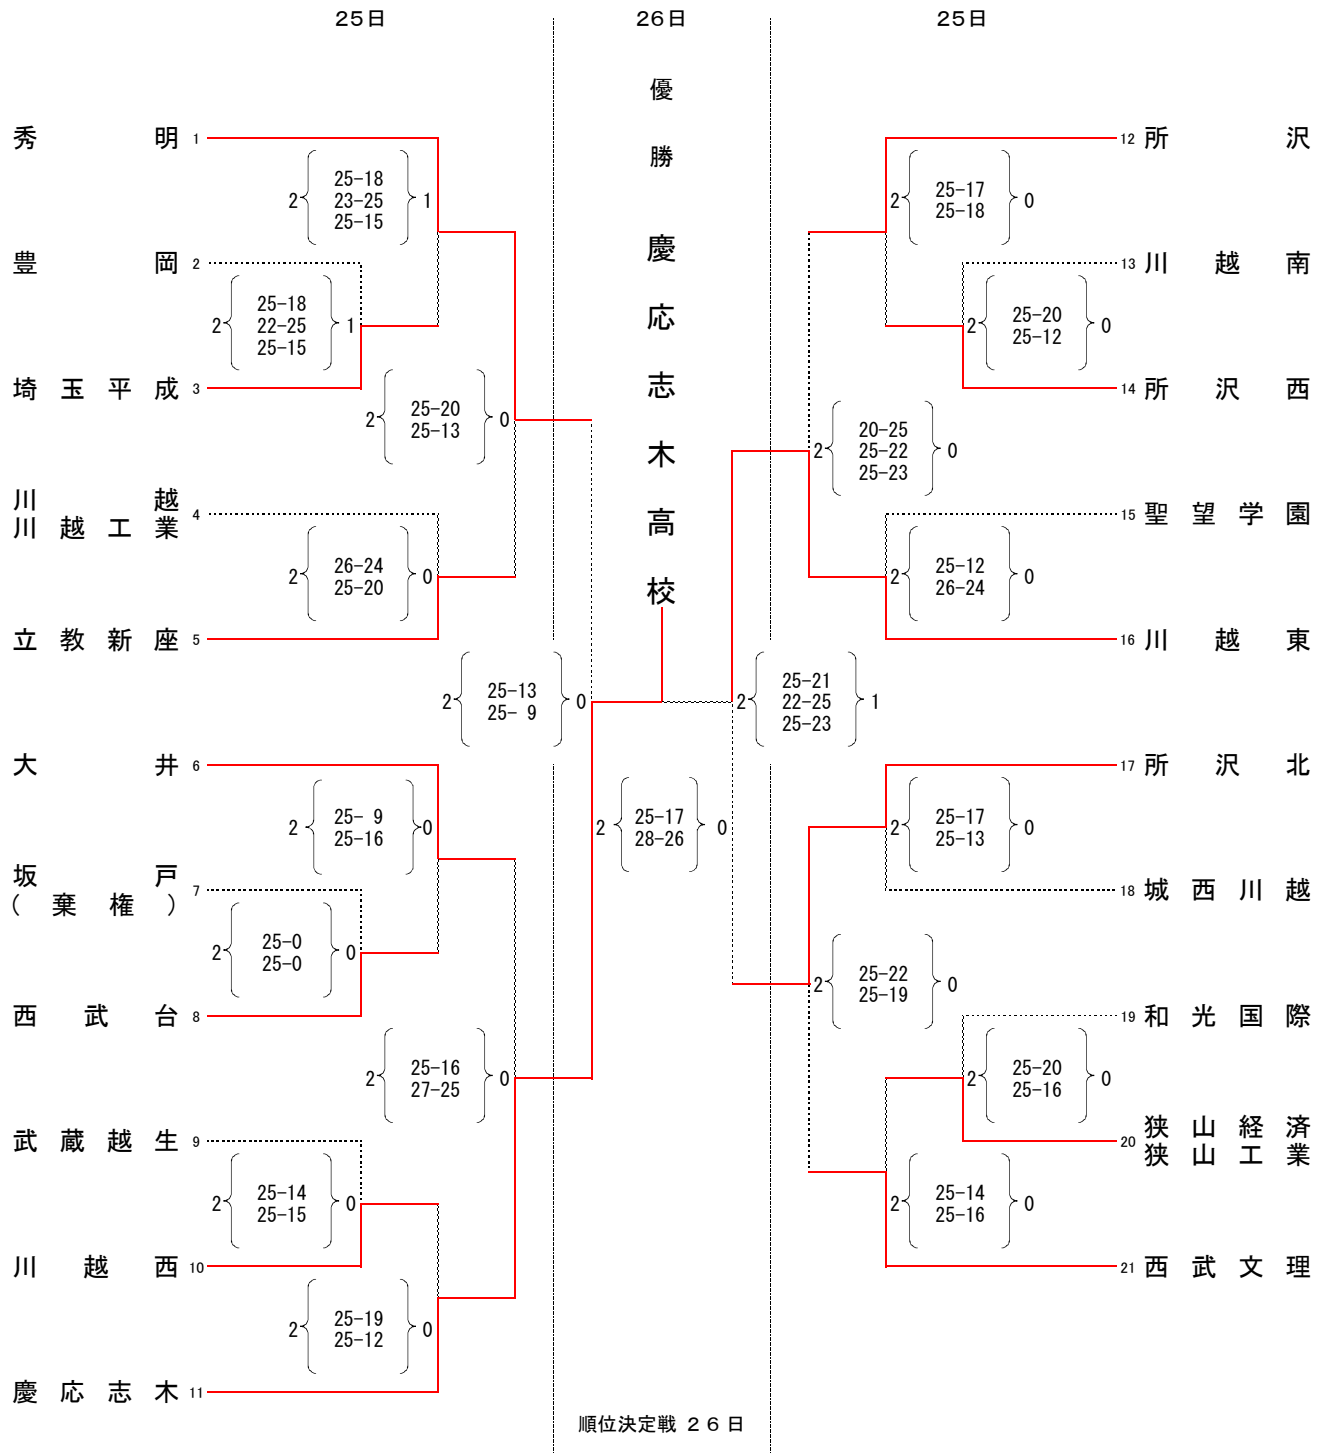 25日
26日
25日
優勝
慶応志木高校
秀明 1
2 25-18 1
23-25
25-15
豊岡 2
2 25-18 1
22-25
25-15
埼玉平成 3
2 25-20 0
25-13
川越
川越工業 4
2 26-24 0
25-20
立教新座 5
2 25-13 0
25- 9
大井 6
2 25- 9 0
25-16
坂戸
(棄権) 7
2 25-0 0
25-0
西武台 8
2 25-16 0
27-25
武蔵越生 9
2 25-14 0
25-15
川越西 10
2 25-19 0
25-12
慶応志木 11
2 25-17 0
28-26
12 所沢
2 25-17 0
25-18
13 川越南
2 25-20 0
25-12
14 所沢西
2 20-25 0
25-22
25-23
15 聖望学園
2 25-12 0
26-24
16 川越東
2 25-21 1
22-25
25-23
17 所沢北
2 25-17 0
25-13
18 城西川越
2 25-22 0
25-19
19 和光国際
2 25-20 0
25-16
20 狭山経済
狭山工業
2 25-14 0
25-16
21 西武文理
順位決定戦 26日